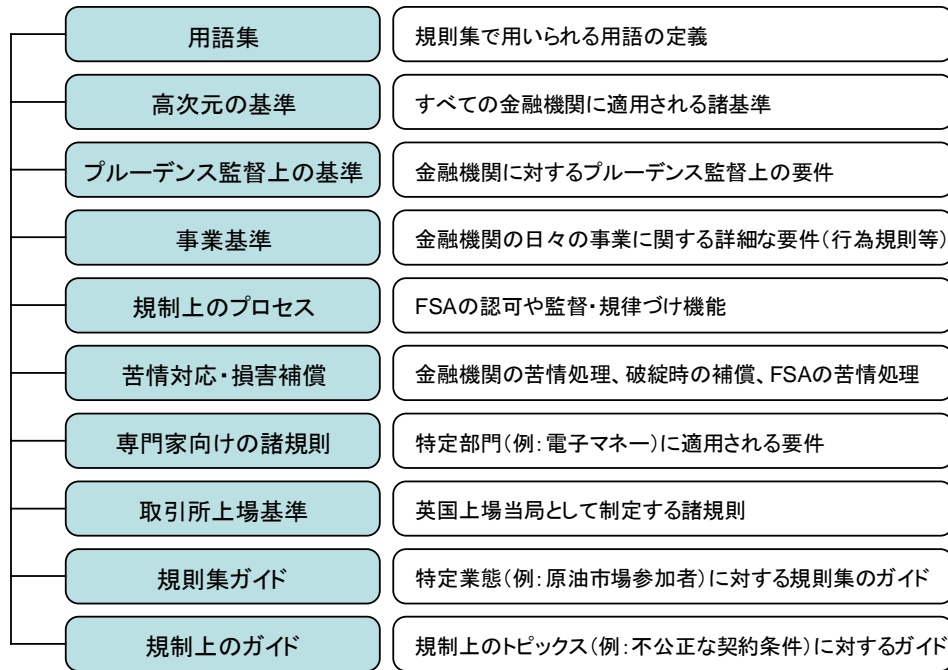 用語集
規則集で用いられる用語の定義
高次元の基準
すべての金融機関に適用される諸基準
プルーデンス監督上の基準
金融機関に対するプルーデンス監督上の要件
事業基準
金融機関の日々の事業に関する詳細な要件(行為規則等)
規制上のプロセス
FSAの認可や監督・規律づけ機能
苦情対応・損害補償
金融機関の苦情処理、破綻時の補償、FSAの苦情処理
専門家向けの諸規則
特定部門(例:電子マネー)に適用される要件
取引所上場基準
英国上場当局として制定する諸規則
規則集ガイド
特定業態(例:原油市場参加者)に対する規則集のガイド
規制上のガイド
規制上のトピックス(例:不公正な契約条件)に対するガイド